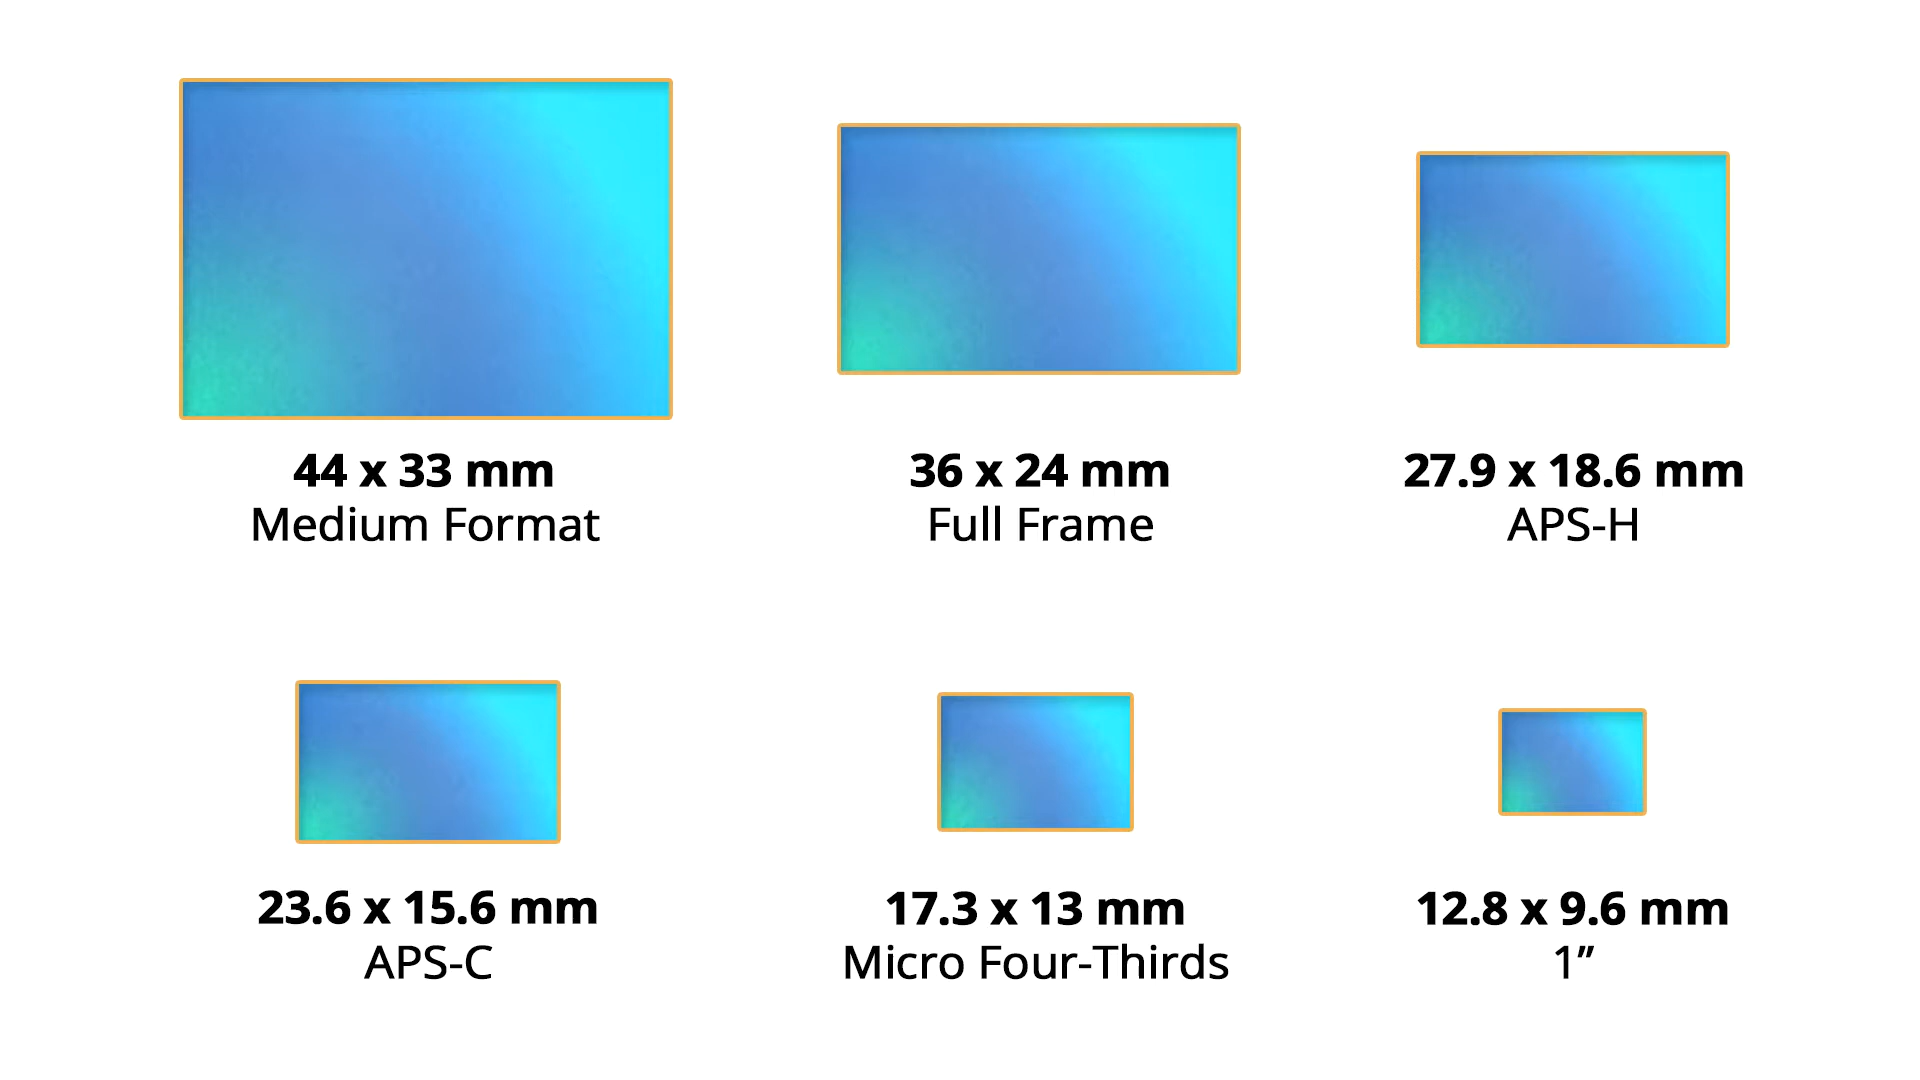 44 x 33 mm
Medium Format
36 x 24 mm
Full Frame
27.9 x 18.6 mm
APS-H
23.6 x 15.6 mm
APS-C
17.3 x 13 mm
Micro Four-Thirds
12.8 x 9.6 mm
1”